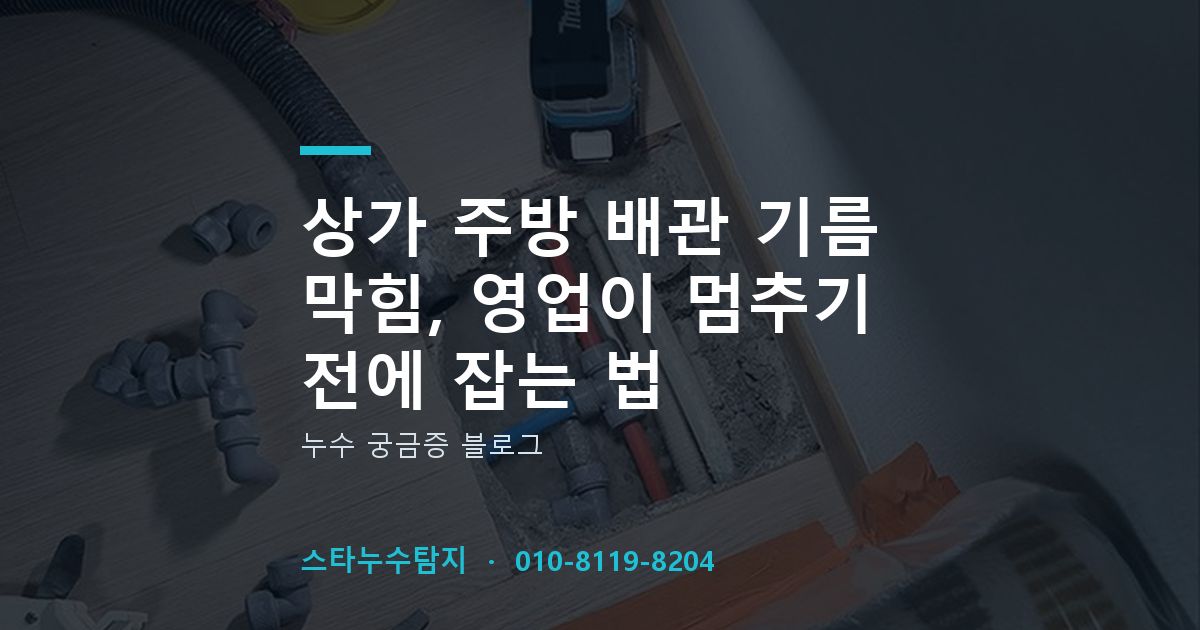 상가 주방 배관 기름
막힘, 영업이 멈추기
전에 잡는 법
누수 궁금증 블로그
스타누수탐지 · 010-8119-8204